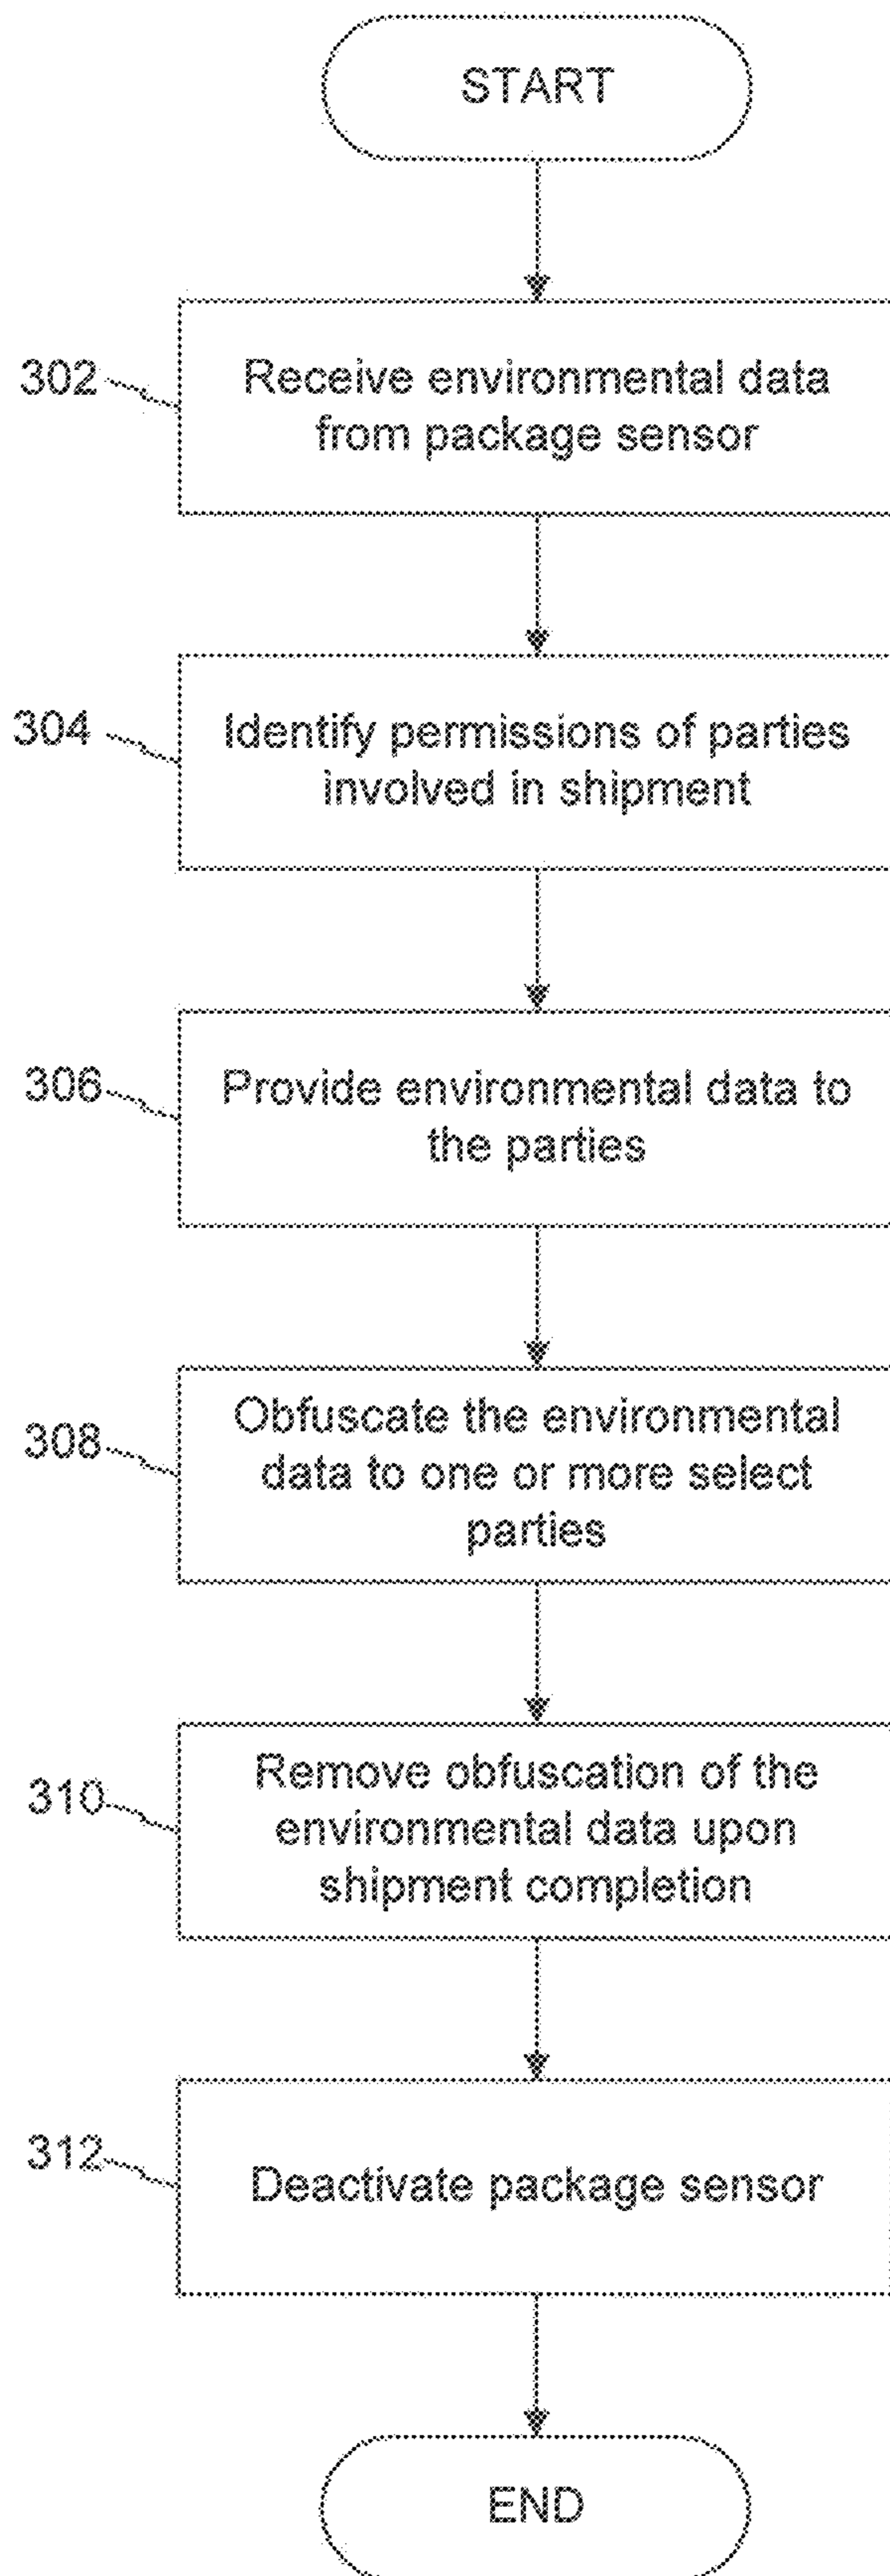 START
302
Receive environmental data
from package sensor
304
Identify permissions of parties
involved in shipment
306
Provide environmental data to
the parties
308
Obfuscate the environmental
data to one or more select
parties
310
Remove obfuscation of the
environmental data upon
shipment completion
312
Deactivate package sensor
END